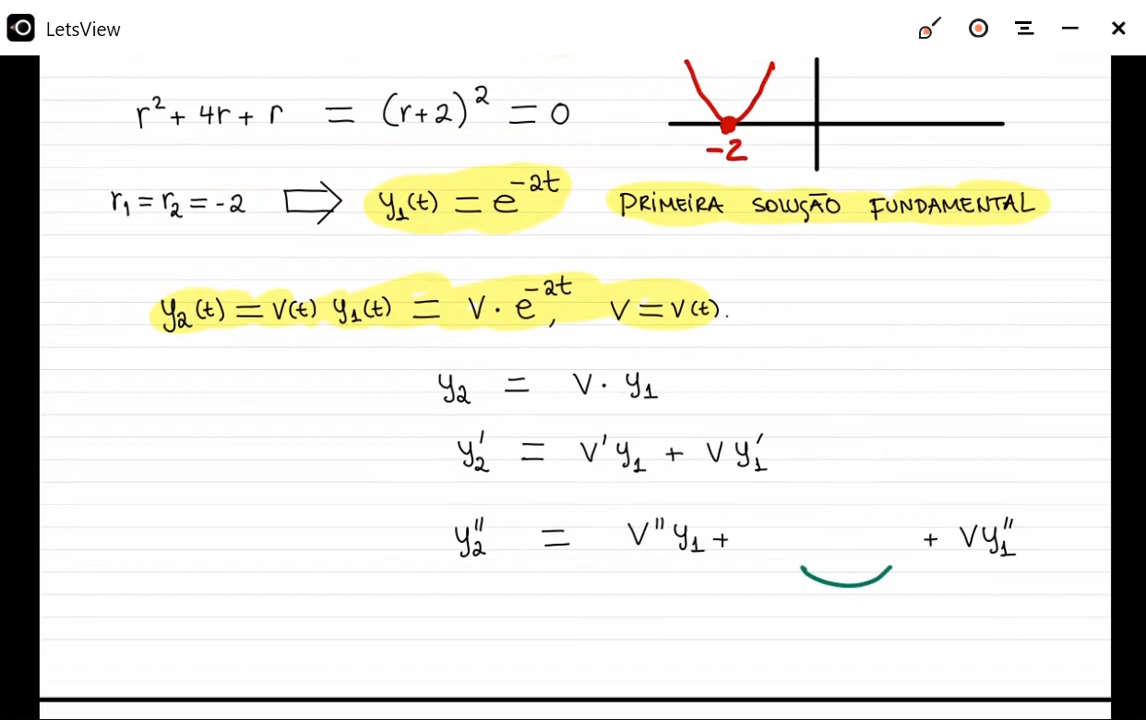 LetsView
r² + 4r + r = (r+2)² = 0
-2
r₁ = r₂ = -2 ⇒ y₁(t) = e^{-2t} PRIMEIRA SOLUÇÃO FUNDAMENTAL
y₂(t) = V(t) y₁(t) = V · e^{-2t}, V = V(t).
y₂ = V · y₁
y₂' = V'y₁ + Vy₁'
y₂'' = V''y₁ + + Vy₁''